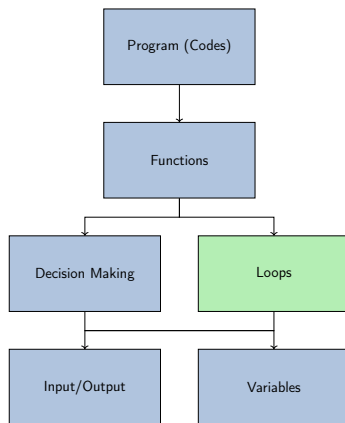 Program (Codes)
Functions
Decision Making
Loops
Input/Output
Variables